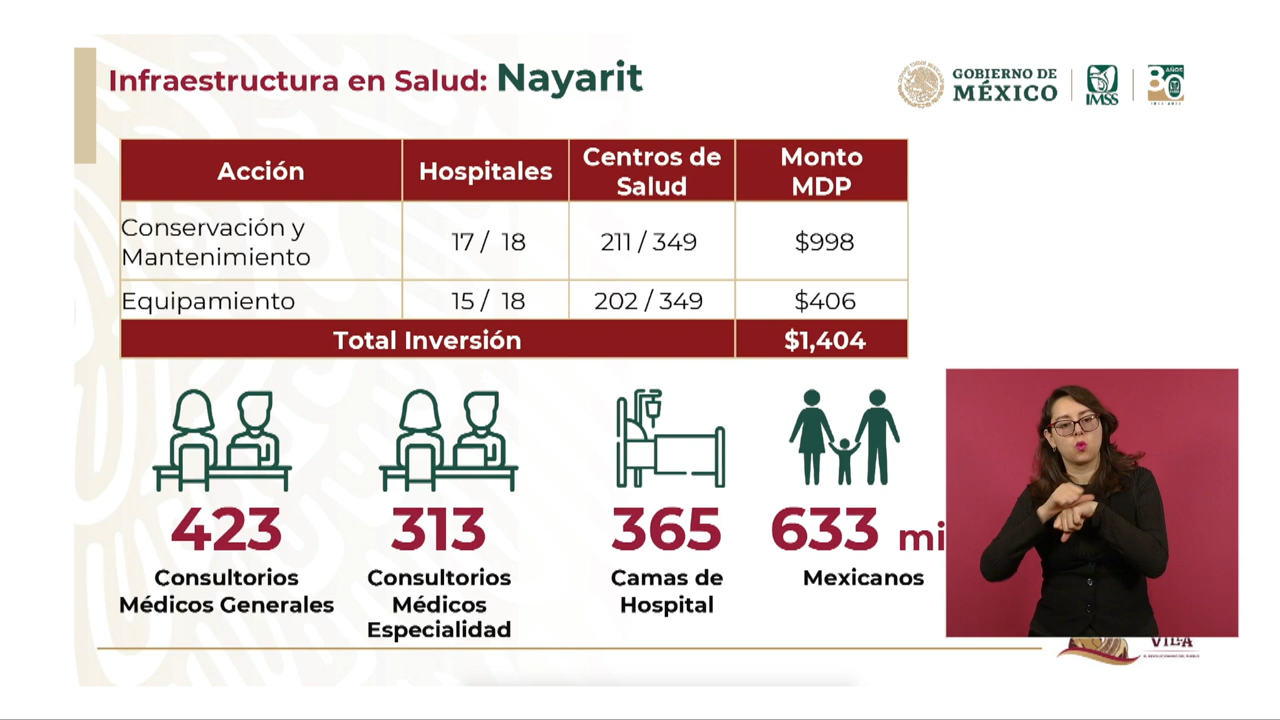 Infraestructura en Salud: Nayarit
GOBIERNO DE
MÉXICO
IMSS
AÑOS
Acción
Hospitales
Centros de
Salud
Monto
MDP
Conservación y
Mantenimiento
17 / 18
211 / 349
$998
Equipamiento
15 / 18
202 / 349
$406
Total Inversión
$1,404
423
Consultorios
Médicos Generales
313
Consultorios
Médicos
Especialidad
365
Camas de
Hospital
633 mi
Mexicanos
VILLA